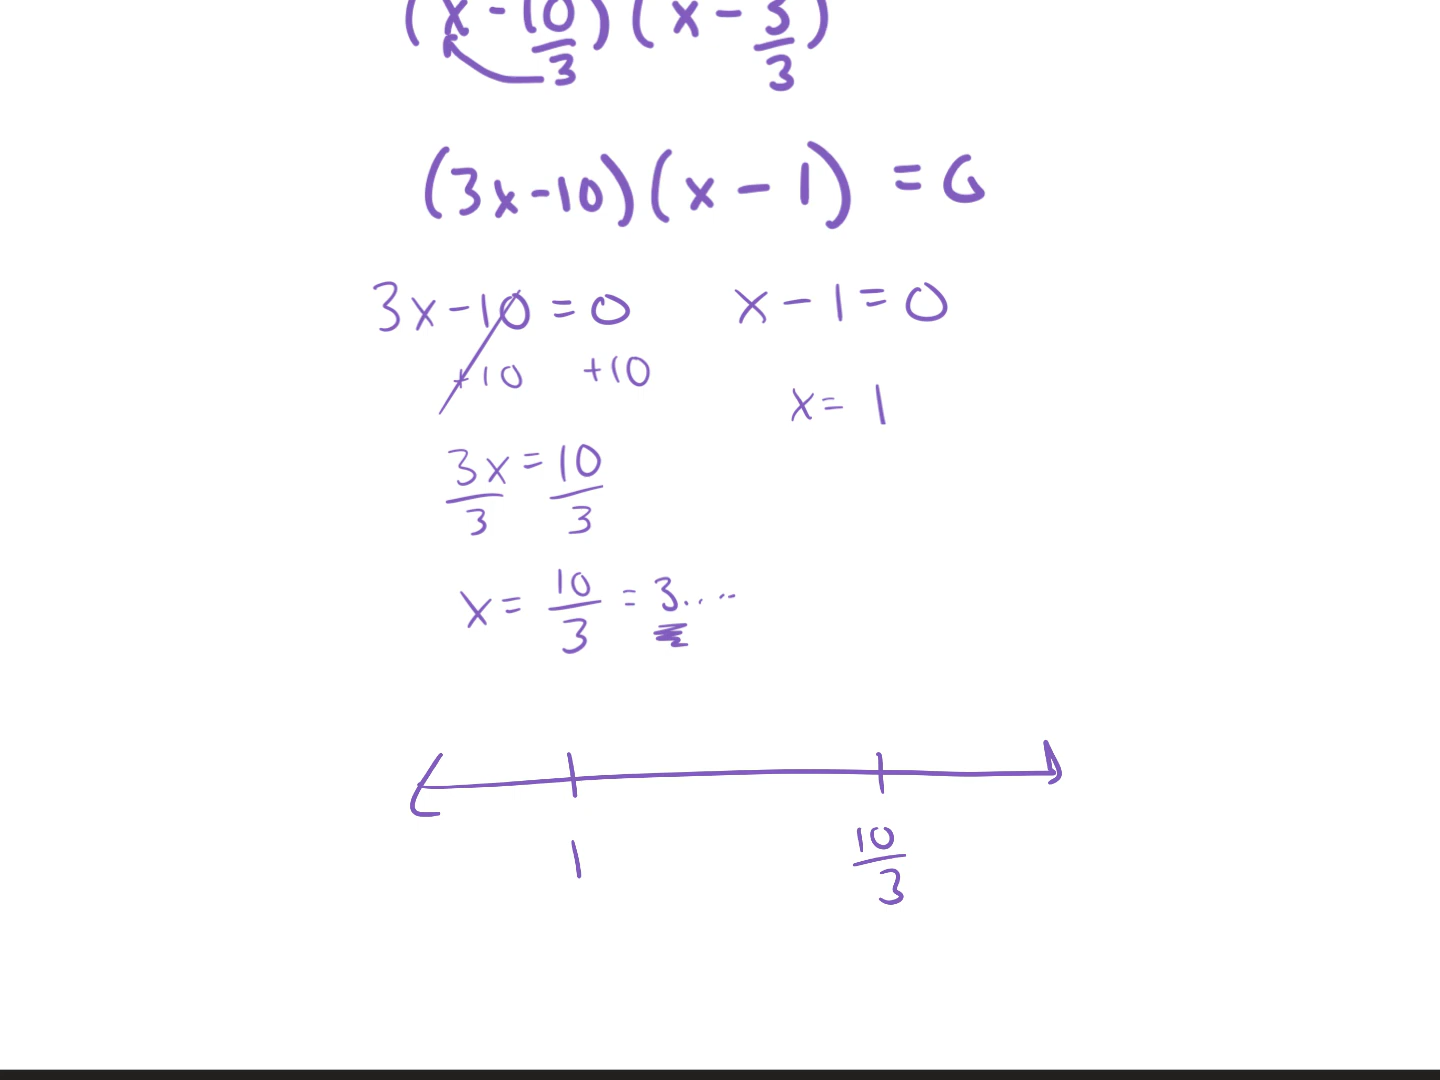 (x - 10/3)(x - 3/3)
(3x - 10)(x - 1) = 0
3x - 10 = 0 x - 1 = 0
+10 +10
x = 1
3x/3 = 10/3
x = 10/3 = 3.....
1 10/3